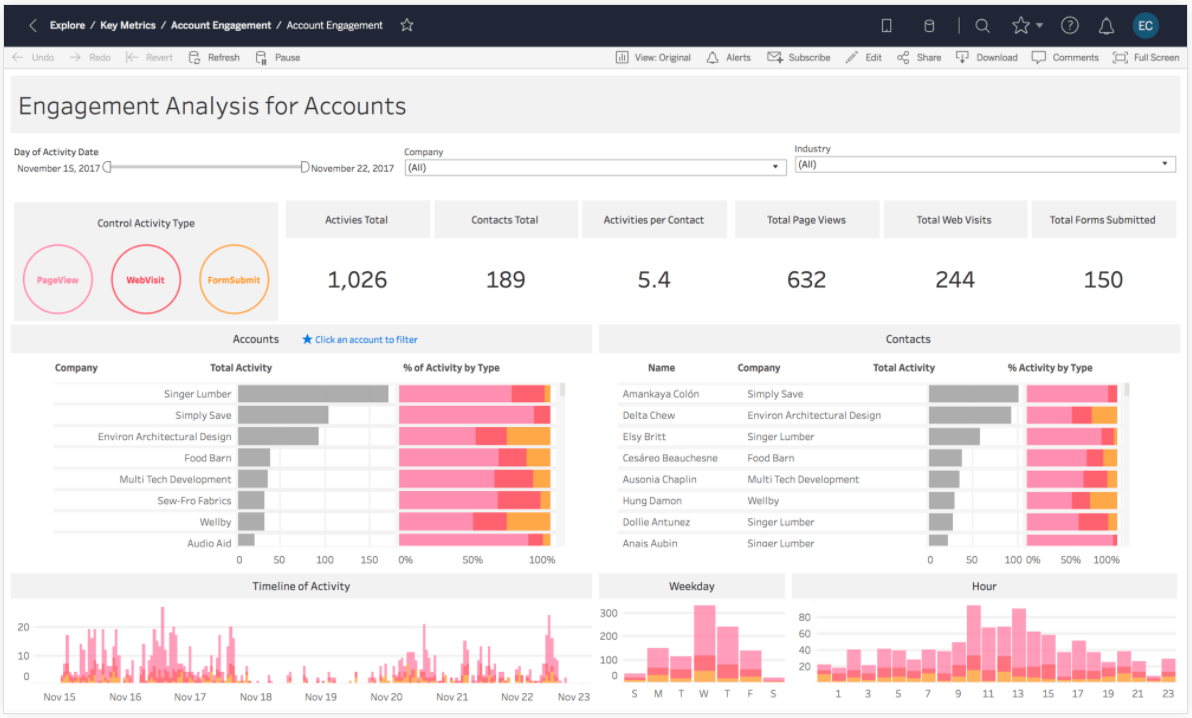 Explore / Key Metrics / Account Engagement / Account Engagement
EC
Undo Redo Revert Refresh Pause View: Original Alerts Subscribe Edit Share Download Comments Full Screen
Engagement Analysis for Accounts
Day of Activity Date
November 15, 2017 November 22, 2017
Company
(All)
Industry
(All)
Control Activity Type
PageView WebVisit FormSubmit
Activies Total Contacts Total Activities per Contact Total Page Views Total Web Visits Total Forms Submitted
1,026 189 5.4 632 244 150
Accounts ★ Click an account to filter
Company Total Activity % of Activity by Type
Singer Lumber
Simply Save
Environ Architectural Design
Food Barn
Multi Tech Development
Sew-Fro Fabrics
Wellby
Audio Aid
0 50 100 150 0% 50% 100%
Contacts
Name Company Total Activity % Activity by Type
Amankaya Colón Simply Save
Delta Chew Environ Architectural Design
Elsy Britt Singer Lumber
Cesáreo Beauchesne Food Barn
Ausonia Chaplin Multi Tech Development
Hung Damon Wellby
Dollie Antunez Singer Lumber
Anais Aubin Singer Lumber
0 50 100 0% 50% 100%
Timeline of Activity
20
10
0
Nov 15 Nov 16 Nov 17 Nov 18 Nov 19 Nov 20 Nov 21 Nov 22 Nov 23
Weekday
300
200
100
0
S M T W T F S
Hour
80
60
40
20
1 3 5 7 9 11 13 15 17 19 21 23